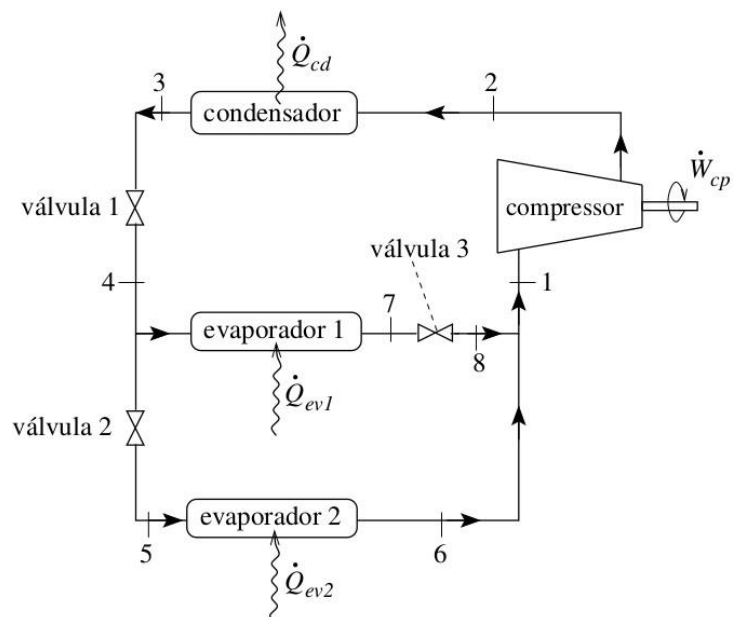 Q̇cd
3
2
condensador
Ẇcp
válvula 1
compressor
válvula 3
4
7
1
evaporador 1
8
Q̇ev1
válvula 2
evaporador 2
5
6
Q̇ev2